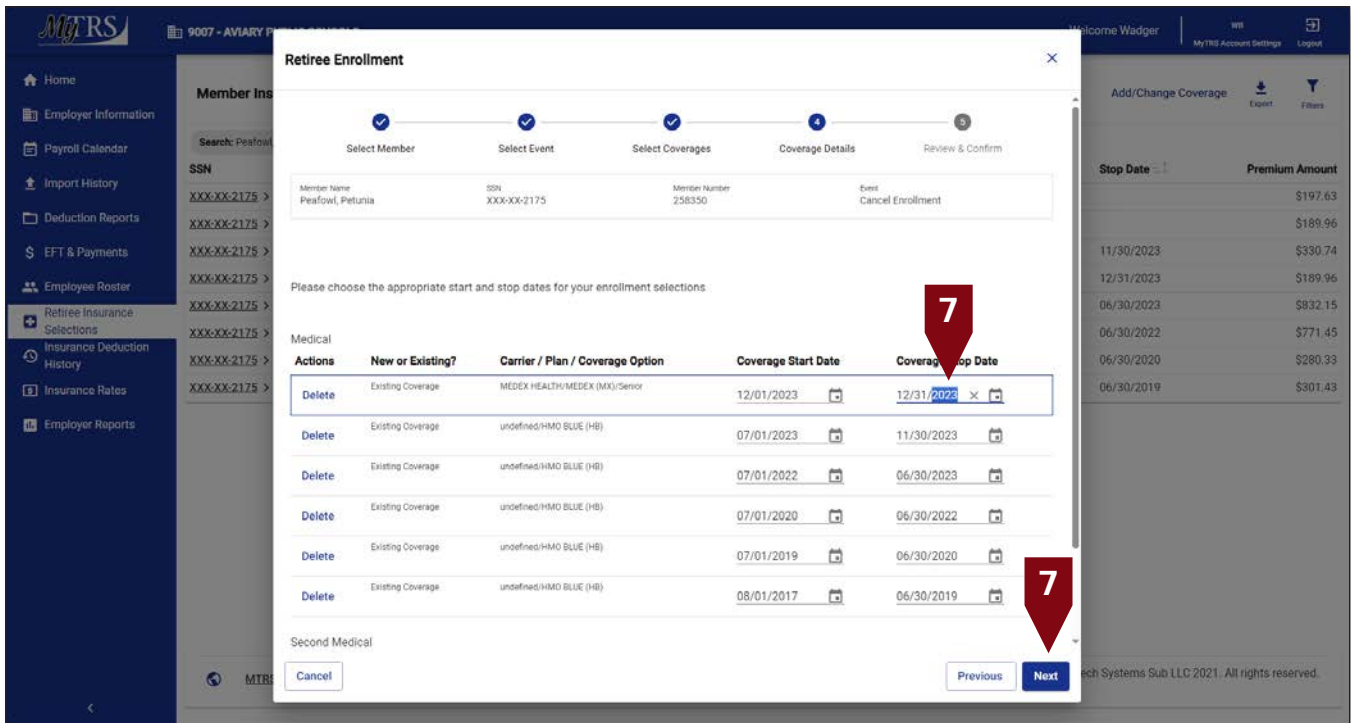 MyTRS
9007 - AVIARY PUBLIC SCHOOLS
Welcome Wadger
MyTRS Account Settings
Logout
Home
Employer Information
Payroll Calendar
Import History
Deduction Reports
$ EFT & Payments
Employee Roster
Retiree Insurance
Selections
Insurance Deduction
History
Insurance Rates
Employer Reports
Member Ins
Add/Change Coverage
Export
Filters
Search: Peafowl,
SSN
Stop Date
Premium Amount
XXX-XX-2175 > $197.63
XXX-XX-2175 > $189.96
XXX-XX-2175 > 11/30/2023 $330.74
XXX-XX-2175 > 12/31/2023 $189.96
XXX-XX-2175 > 06/30/2023 $832.15
XXX-XX-2175 > 06/30/2022 $771.45
XXX-XX-2175 > 06/30/2020 $280.33
XXX-XX-2175 > 06/30/2019 $301.43
Retiree Enrollment
Select Member
Select Event
Select Coverages
4 Coverage Details
5 Review & Confirm
Member Name SSN Member Number Event
Peafowl, Petunia XXX-XX-2175 258350 Cancel Enrollment
Please choose the appropriate start and stop dates for your enrollment selections
7
Medical
Actions New or Existing? Carrier / Plan / Coverage Option Coverage Start Date Coverage Stop Date
Delete Existing Coverage MEDEX HEALTH/MEDEX (MX)/Senior 12/01/2023 12/31/2023
Delete Existing Coverage undefined/HMO BLUE (HB) 07/01/2023 11/30/2023
Delete Existing Coverage undefined/HMO BLUE (HB) 07/01/2022 06/30/2023
Delete Existing Coverage undefined/HMO BLUE (HB) 07/01/2020 06/30/2022
Delete Existing Coverage undefined/HMO BLUE (HB) 07/01/2019 06/30/2020
Delete Existing Coverage undefined/HMO BLUE (HB) 08/01/2017 06/30/2019
7
Second Medical
Cancel Previous Next
MTRS
ech Systems Sub LLC 2021. All rights reserved.